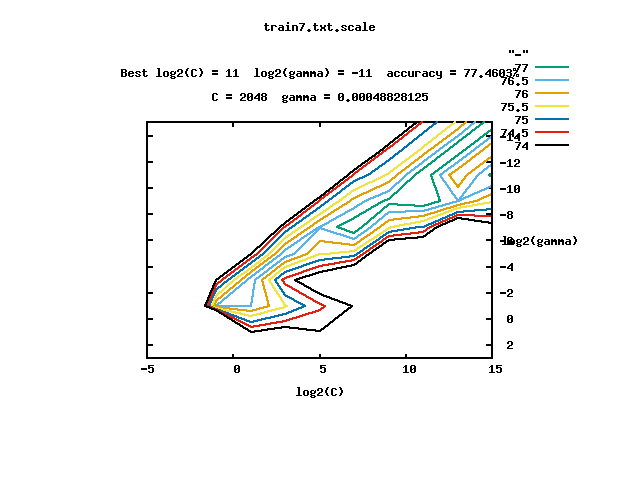 train7.txt.scale
"-"
77
Best log2(C) = 11  log2(gamma) = -11  accuracy = 77.4603%
76.5
76
C = 2048  gamma = 0.00048828125
75.5
75
74.5
-14
74
-12
-10
-8
-6
log2(gamma)
-4
-2
0
2
-5 0 5 10 15
log2(C)